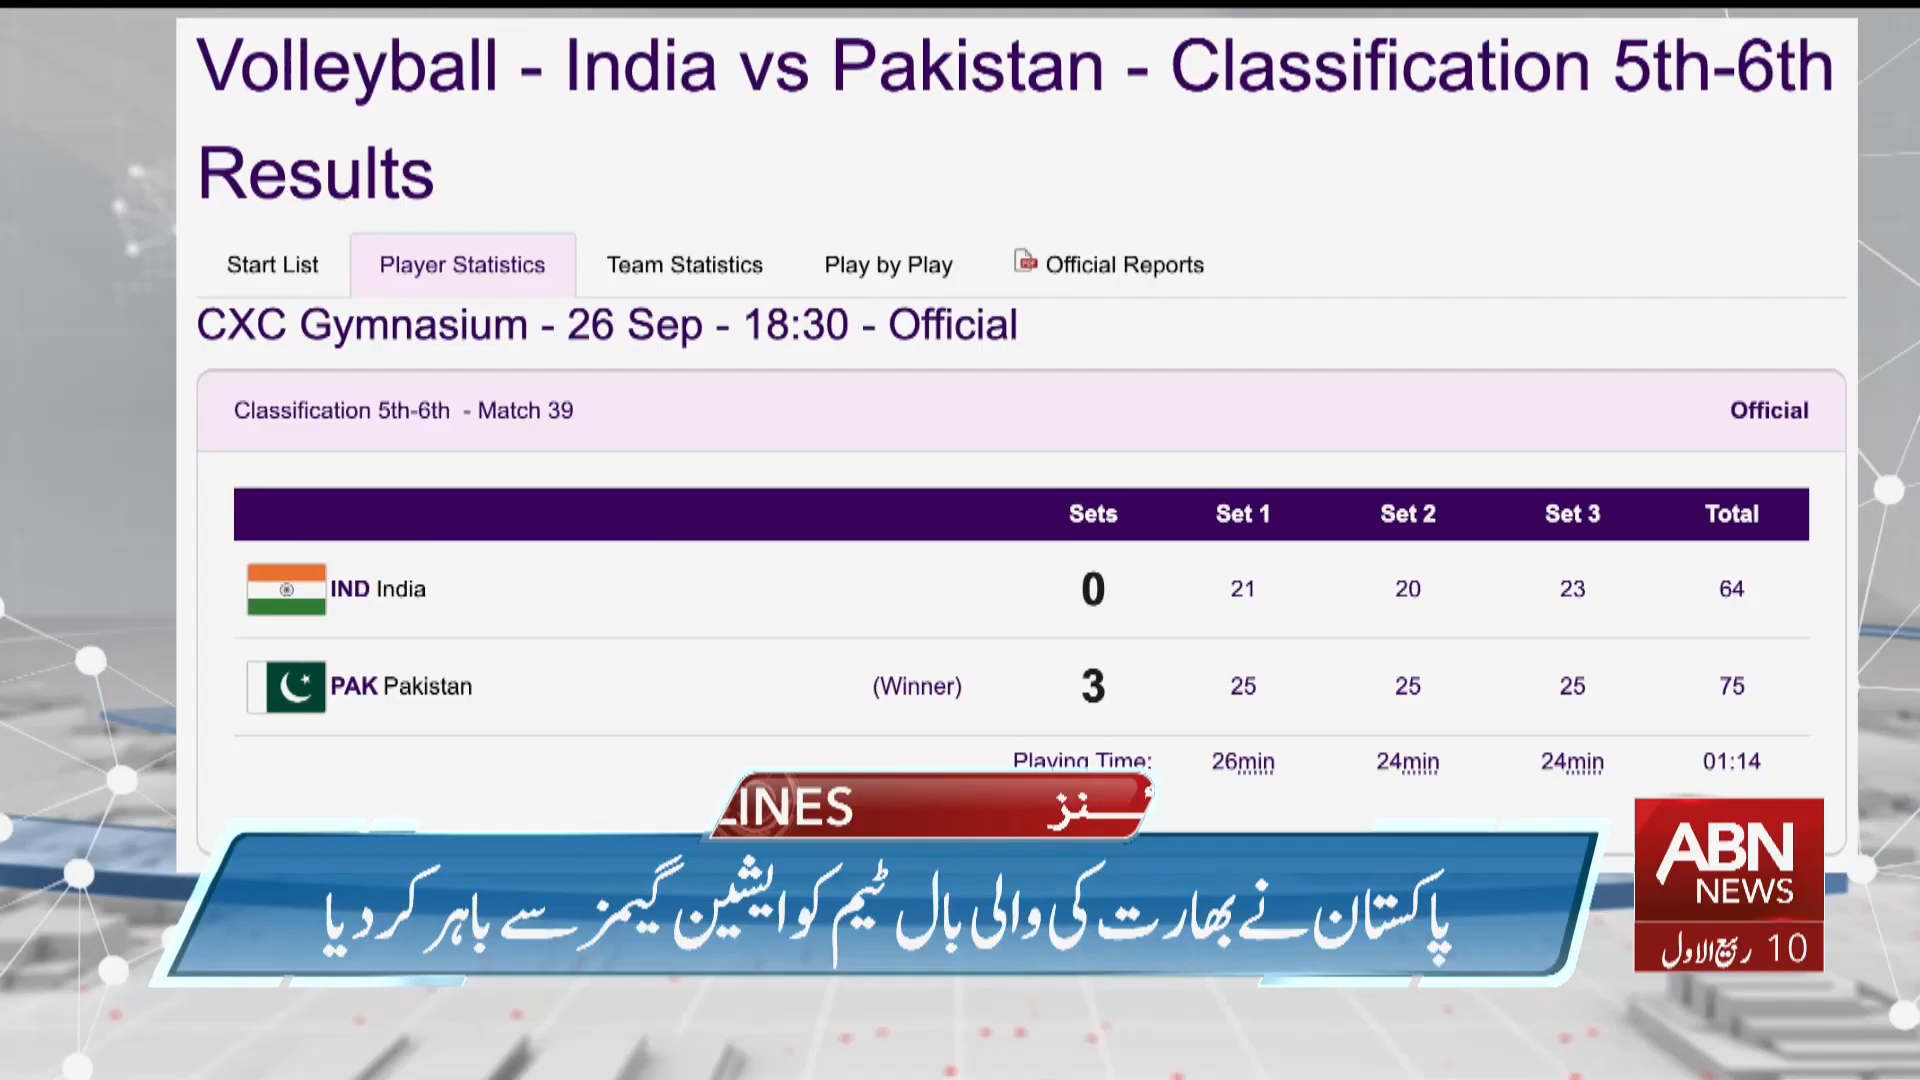 Volleyball - India vs Pakistan - Classification 5th-6th
Results
Start List Player Statistics Team Statistics Play by Play Official Reports
CXC Gymnasium - 26 Sep - 18:30 - Official
Classification 5th-6th - Match 39 Official
Sets Set 1 Set 2 Set 3 Total
IND India 0 21 20 23 64
PAK Pakistan (Winner) 3 25 25 25 75
Playing Time: 26min 24min 24min 01:14
LINES
پاکستان نے بھارت کی والی بال ٹیم کو ایشین گیمز سے باہر کر دیا
ABN
NEWS
10 ربیع الاول